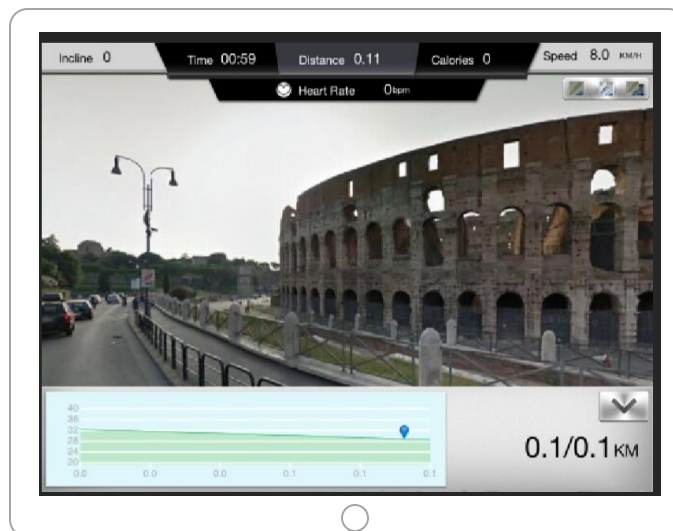 Incline 0 Time 00:59 Distance 0.11 Calories 0 Speed 8.0 KM/H
Heart Rate 0bpm
40
36
32
28
24
20
0.0 0.0 0.0 0.1 0.1 0.1
0.1/0.1 KM